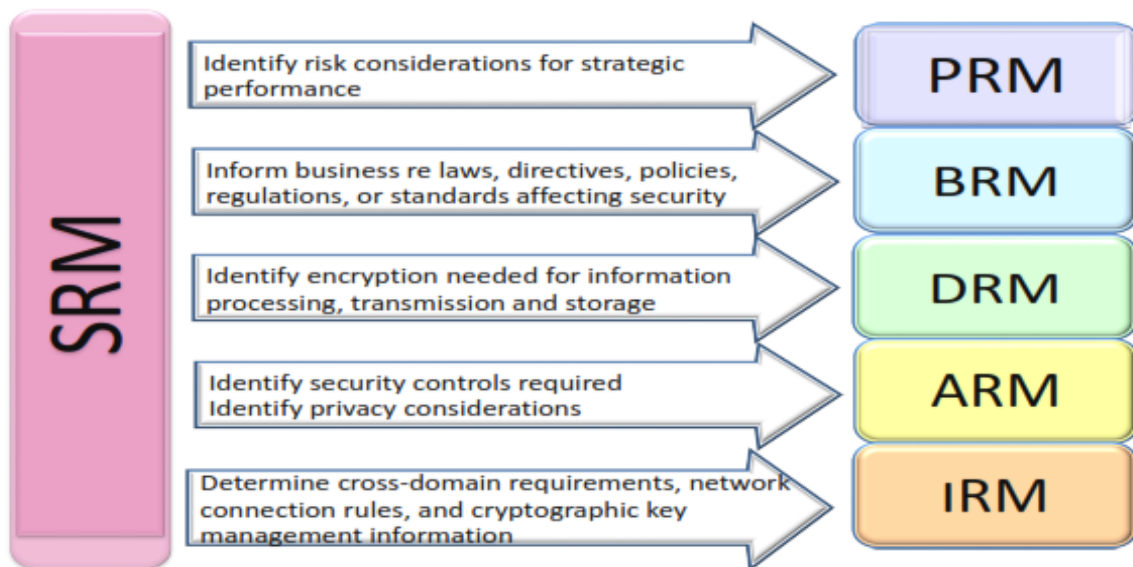 SRM
Identify risk considerations for strategic
performance
PRM
Inform business re laws, directives, policies,
regulations, or standards affecting security
BRM
Identify encryption needed for information
processing, transmission and storage
DRM
Identify security controls required
Identify privacy considerations
ARM
Determine cross-domain requirements, network
connection rules, and cryptographic key
management information
IRM